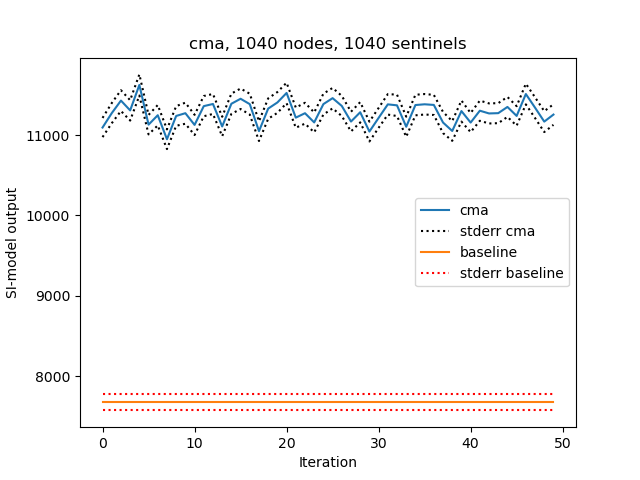 cma, 1040 nodes, 1040 sentinels
SI-model output
11000
10000
9000
8000
cma
stderr cma
baseline
stderr baseline
0 10 20 30 40 50
Iteration